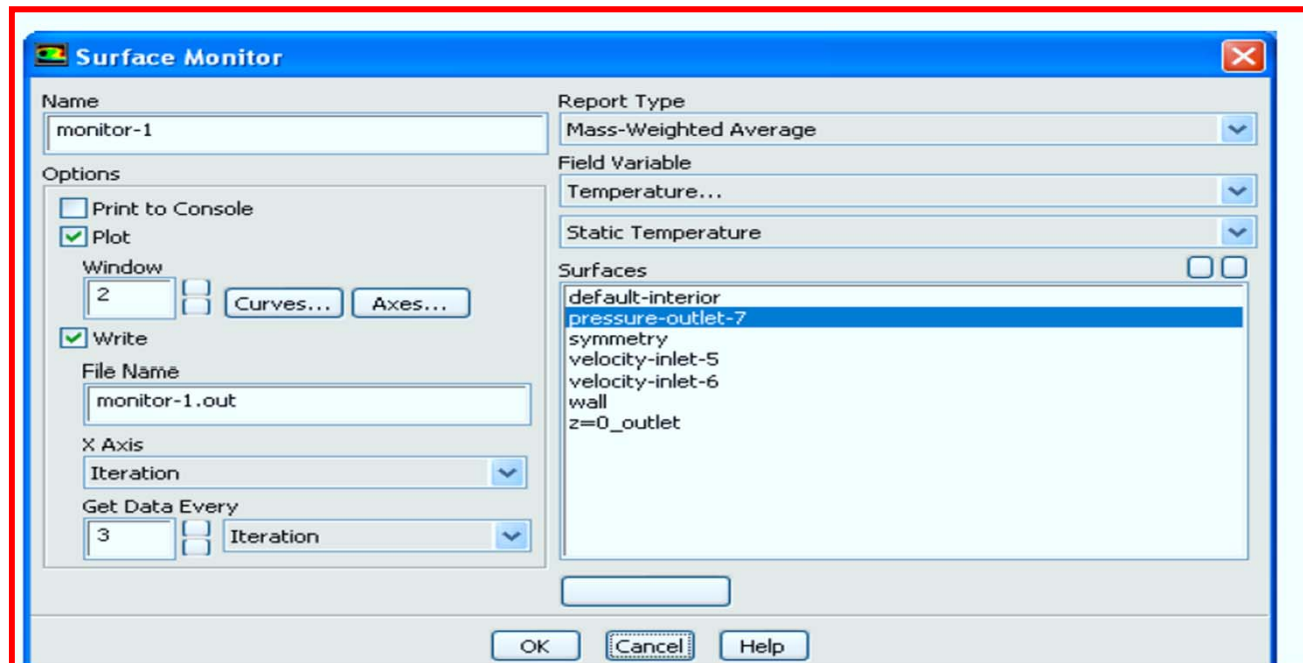 Surface Monitor
Name
monitor-1
Options
Print to Console
Plot
Window
2
Curves...
Axes...
Write
File Name
monitor-1.out
X Axis
Iteration
Get Data Every
3
Iteration
Report Type
Mass-Weighted Average
Field Variable
Temperature...
Static Temperature
Surfaces
default-interior
pressure-outlet-7
symmetry
velocity-inlet-5
velocity-inlet-6
wall
z=0_outlet
OK
Cancel
Help